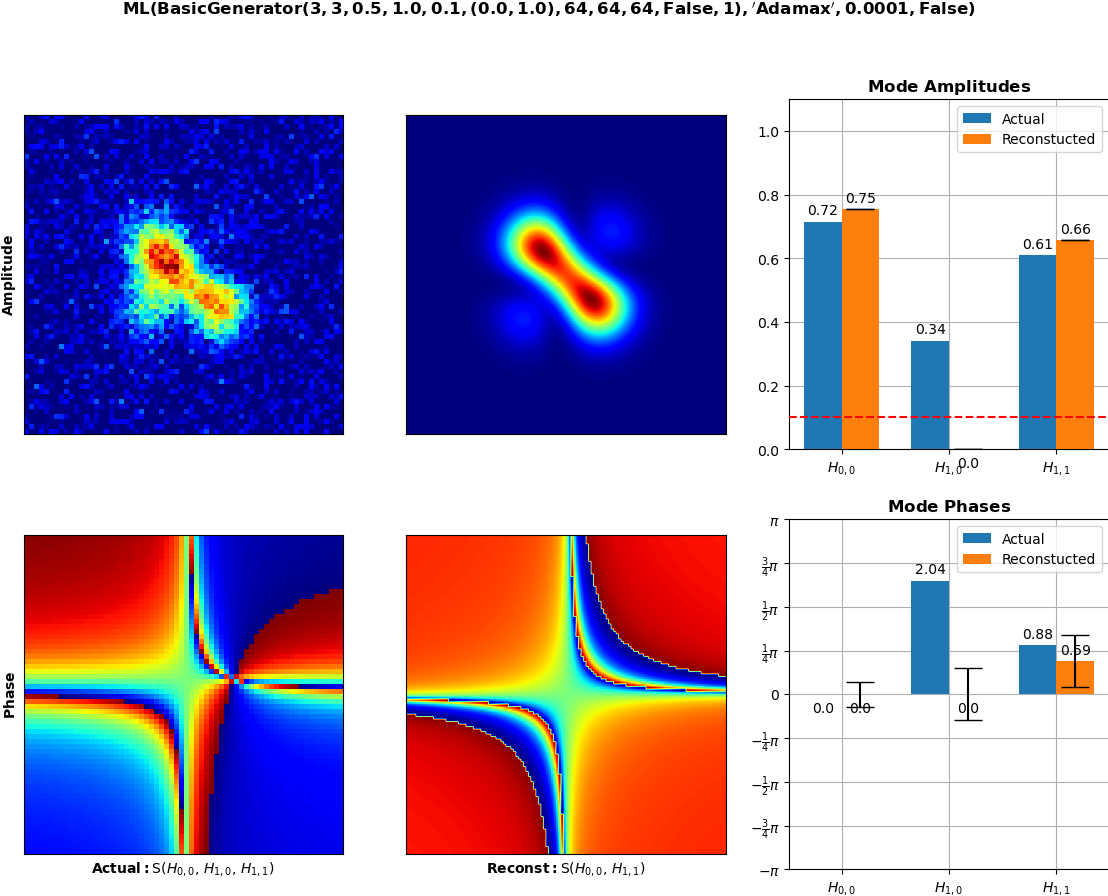 ML(BasicGenerator(3, 3, 0.5, 1.0, 0.1, (0.0, 1.0), 64, 64, 64, False, 1), ′Adamax′, 0.0001, False)
Mode Amplitudes
Actual
Reconstucted
1.0
0.8
0.6
0.4
0.2
0.0
0.72
0.75
0.34
0.0
0.61
0.66
H0,0
H1,0
H1,1
Amplitude
Mode Phases
Actual
Reconstucted
π
3/4π
1/2π
1/4π
0
−1/4π
−1/2π
−3/4π
−π
0.0
0.0
2.04
0.0
0.88
0.59
H0,0
H1,0
H1,1
Phase
Actual: S(H0,0, H1,0, H1,1)
Reconst: S(H0,0, H1,1)